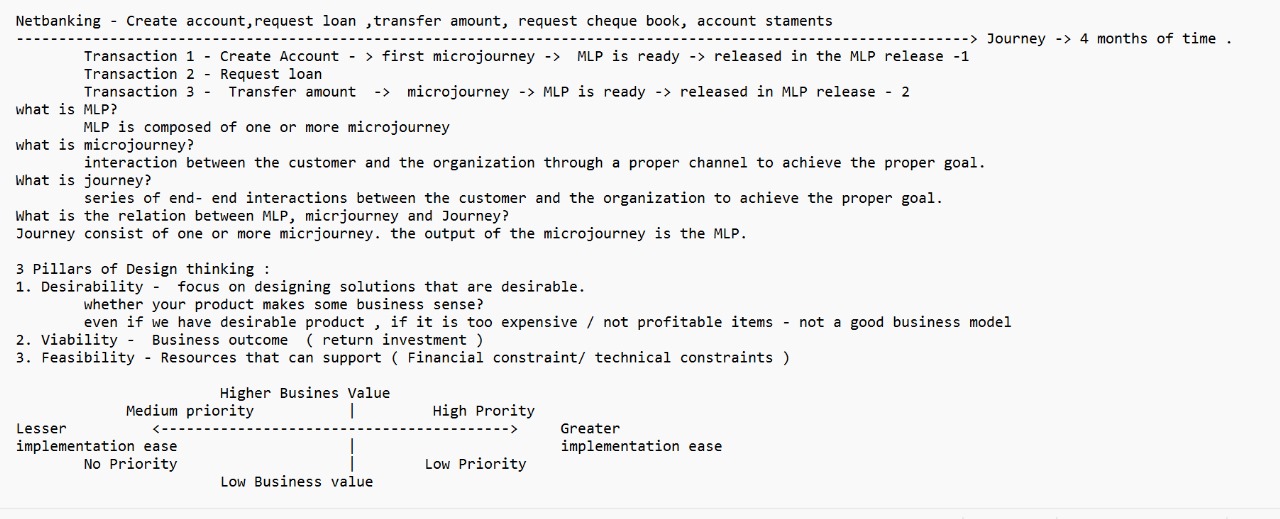 Netbanking - Create account,request loan ,transfer amount, request cheque book, account staments
-----------------------------------------------------------------------------------------------------------------> Journey -> 4 months of time .
Transaction 1 - Create Account - > first microjourney -> MLP is ready -> released in the MLP release -1
Transaction 2 - Request loan
Transaction 3 - Transfer amount -> microjourney -> MLP is ready -> released in MLP release - 2
what is MLP?
MLP is composed of one or more microjourney
what is microjourney?
interaction between the customer and the organization through a proper channel to achieve the proper goal.
What is journey?
series of end- end interactions between the customer and the organization to achieve the proper goal.
What is the relation between MLP, micrjourney and Journey?
Journey consist of one or more micrjourney. the output of the microjourney is the MLP.
3 Pillars of Design thinking :
1. Desirability - focus on designing solutions that are desirable.
whether your product makes some business sense?
even if we have desirable product , if it is too expensive / not profitable items - not a good business model
2. Viability - Business outcome ( return investment )
3. Feasibility - Resources that can support ( Financial constraint/ technical constraints )
Higher Busines Value
Medium priority | High Prority
Lesser <-----------------------------------------> Greater
implementation ease | implementation ease
No Priority | Low Priority
Low Business value